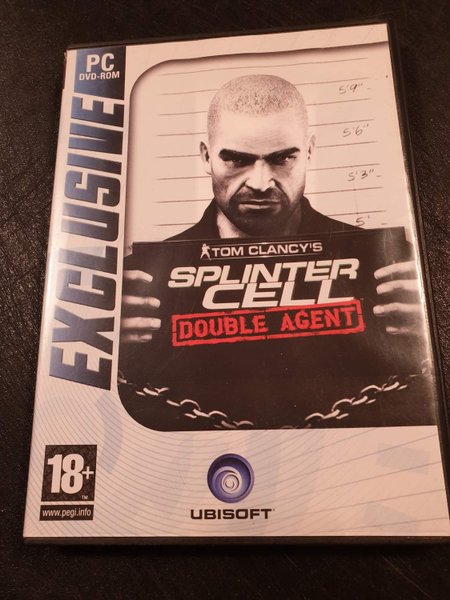 PC
DVD-ROM
EXCLUSIVE
5'9"
5'6"
5'3"
5'
TOM CLANCY'S
SPLINTER
CELL
DOUBLE AGENT
18+
TM
www.pegi.info
UBISOFT